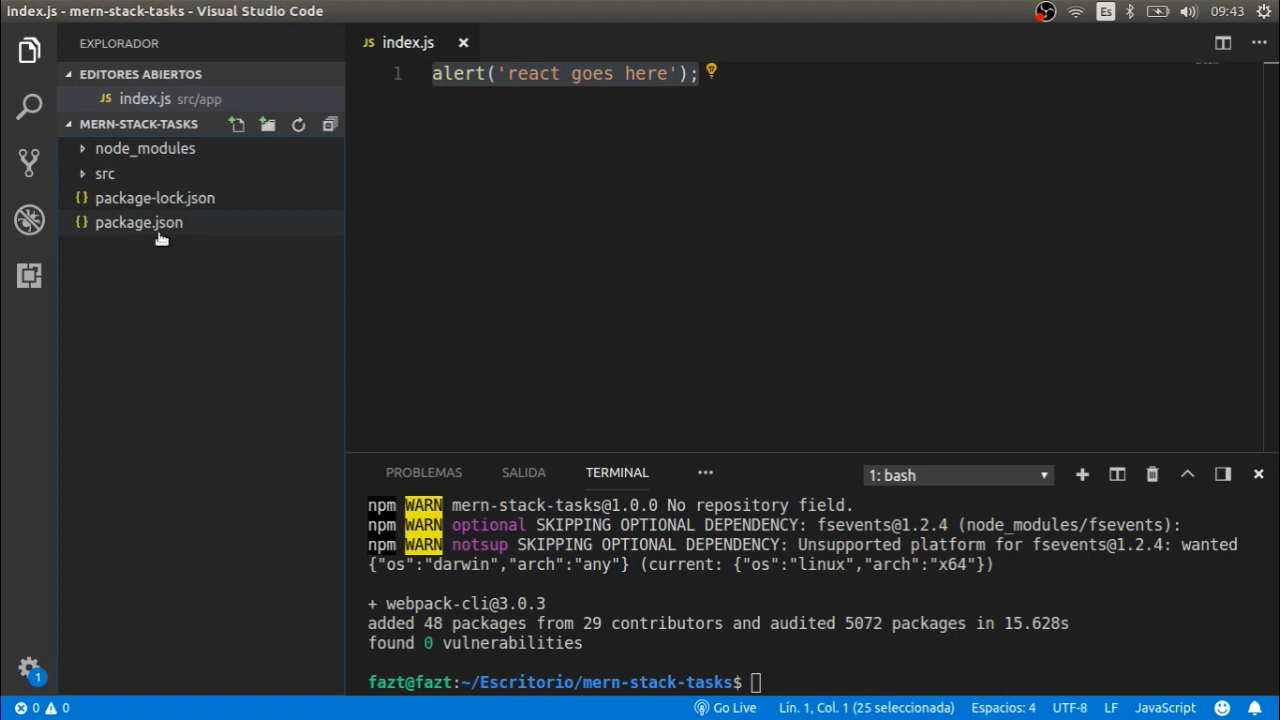 index.js - mern-stack-tasks - Visual Studio Code
Es
09:43
EXPLORADOR
JS index.js
EDITORES ABIERTOS
JS index.js src/app
1 alert('react goes here');
MERN-STACK-TASKS
node_modules
src
{} package-lock.json
{} package.json
PROBLEMAS SALIDA TERMINAL ••• 1: bash
npm WARN mern-stack-tasks@1.0.0 No repository field.
npm WARN optional SKIPPING OPTIONAL DEPENDENCY: fsevents@1.2.4 (node_modules/fsevents):
npm WARN notsup SKIPPING OPTIONAL DEPENDENCY: Unsupported platform for fsevents@1.2.4: wanted
{"os":"darwin","arch":"any"} (current: {"os":"linux","arch":"x64"})
+ webpack-cli@3.0.3
added 48 packages from 29 contributors and audited 5072 packages in 15.628s
found 0 vulnerabilities
fazt@fazt:~/Escritorio/mern-stack-tasks$
1
0 0 Go Live Lín. 1, Col. 1 (25 seleccionada) Espacios: 4 UTF-8 LF JavaScript